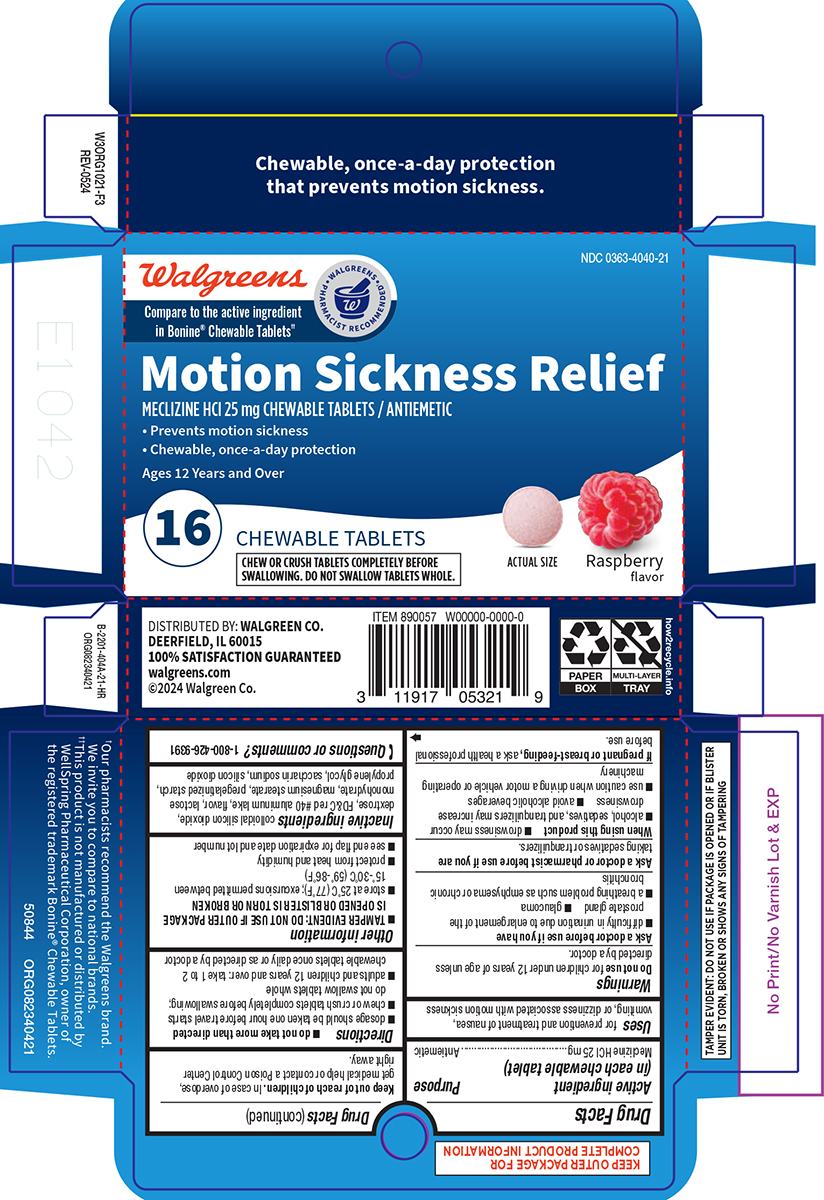 W3ORG1021-F3
REV-0524
Chewable, once-a-day protection
that prevents motion sickness.
NDC 0363-4040-21
Walgreens
WALGREENS • PHARMACIST RECOMMENDED •
W
Compare to the active ingredient
in Bonine® Chewable Tablets††
Motion Sickness Relief
MECLIZINE HCl 25 mg CHEWABLE TABLETS / ANTIEMETIC
• Prevents motion sickness
• Chewable, once-a-day protection
Ages 12 Years and Over
16
CHEWABLE TABLETS
CHEW OR CRUSH TABLETS COMPLETELY BEFORE
SWALLOWING. DO NOT SWALLOW TABLETS WHOLE.
ACTUAL SIZE
Raspberry
flavor
E1042
B-2201-404A-21-HR
ORG082340421
DISTRIBUTED BY: WALGREEN CO.
DEERFIELD, IL 60015
100% SATISFACTION GUARANTEED
walgreens.com
©2024 Walgreen Co.
ITEM 890057 W00000-0000-0
3 11917 05321 9
PAPER
BOX
MULTI-LAYER
TRAY
how2recycle.info
KEEP OUTER PACKAGE FOR
COMPLETE PRODUCT INFORMATION
Drug Facts
Active ingredient
(in each chewable tablet) Purpose
Meclizine HCl 25 mg..........................Antiemetic
Uses for prevention and treatment of nausea,
vomiting, or dizziness associated with motion sickness
Warnings
Do not use for children under 12 years of age unless
directed by a doctor.
Ask a doctor before use if you have
■ difficulty in urination due to enlargement of the
prostate gland ■ glaucoma
■ a breathing problem such as emphysema or chronic
bronchitis
Ask a doctor or pharmacist before use if you are
taking sedatives or tranquilizers.
When using this product ■ drowsiness may occur
■ alcohol, sedatives, and tranquilizers may increase
drowsiness ■ avoid alcoholic beverages
■ use caution when driving a motor vehicle or operating
machinery
If pregnant or breast-feeding, ask a health professional
before use.
Drug Facts (continued)
Keep out of reach of children. In case of overdose,
get medical help or contact a Poison Control Center
right away.
Directions ■ do not take more than directed
■ dosage should be taken one hour before travel starts
■ chew or crush tablets completely before swallowing;
do not swallow tablets whole
■ adults and children 12 years and over: take 1 to 2
chewable tablets once daily or as directed by a doctor
Other information
■ TAMPER EVIDENT: DO NOT USE IF OUTER PACKAGE
IS OPENED OR BLISTER IS TORN OR BROKEN
■ store at 25°C (77°F); excursions permitted between
15°-30°C (59°-86°F)
■ protect from heat and humidity
■ see end flap for expiration date and lot number
Inactive ingredients colloidal silicon dioxide,
dextrose, FD&C red #40 aluminum lake, flavor, lactose
monohydrate, magnesium stearate, pregelatinized starch,
propylene glycol, saccharin sodium, silicon dioxide
Questions or comments? 1-800-426-9391
†Our pharmacists recommend the Walgreens brand.
We invite you to compare to national brands.
††This product is not manufactured or distributed by
WellSpring Pharmaceutical Corporation, owner of
the registered trademark Bonine® Chewable Tablets.
50844 ORG082340421
TAMPER EVIDENT: DO NOT USE IF PACKAGE IS OPENED OR IF BLISTER
UNIT IS TORN, BROKEN OR SHOWS ANY SIGNS OF TAMPERING
No Print/No Varnish Lot & EXP